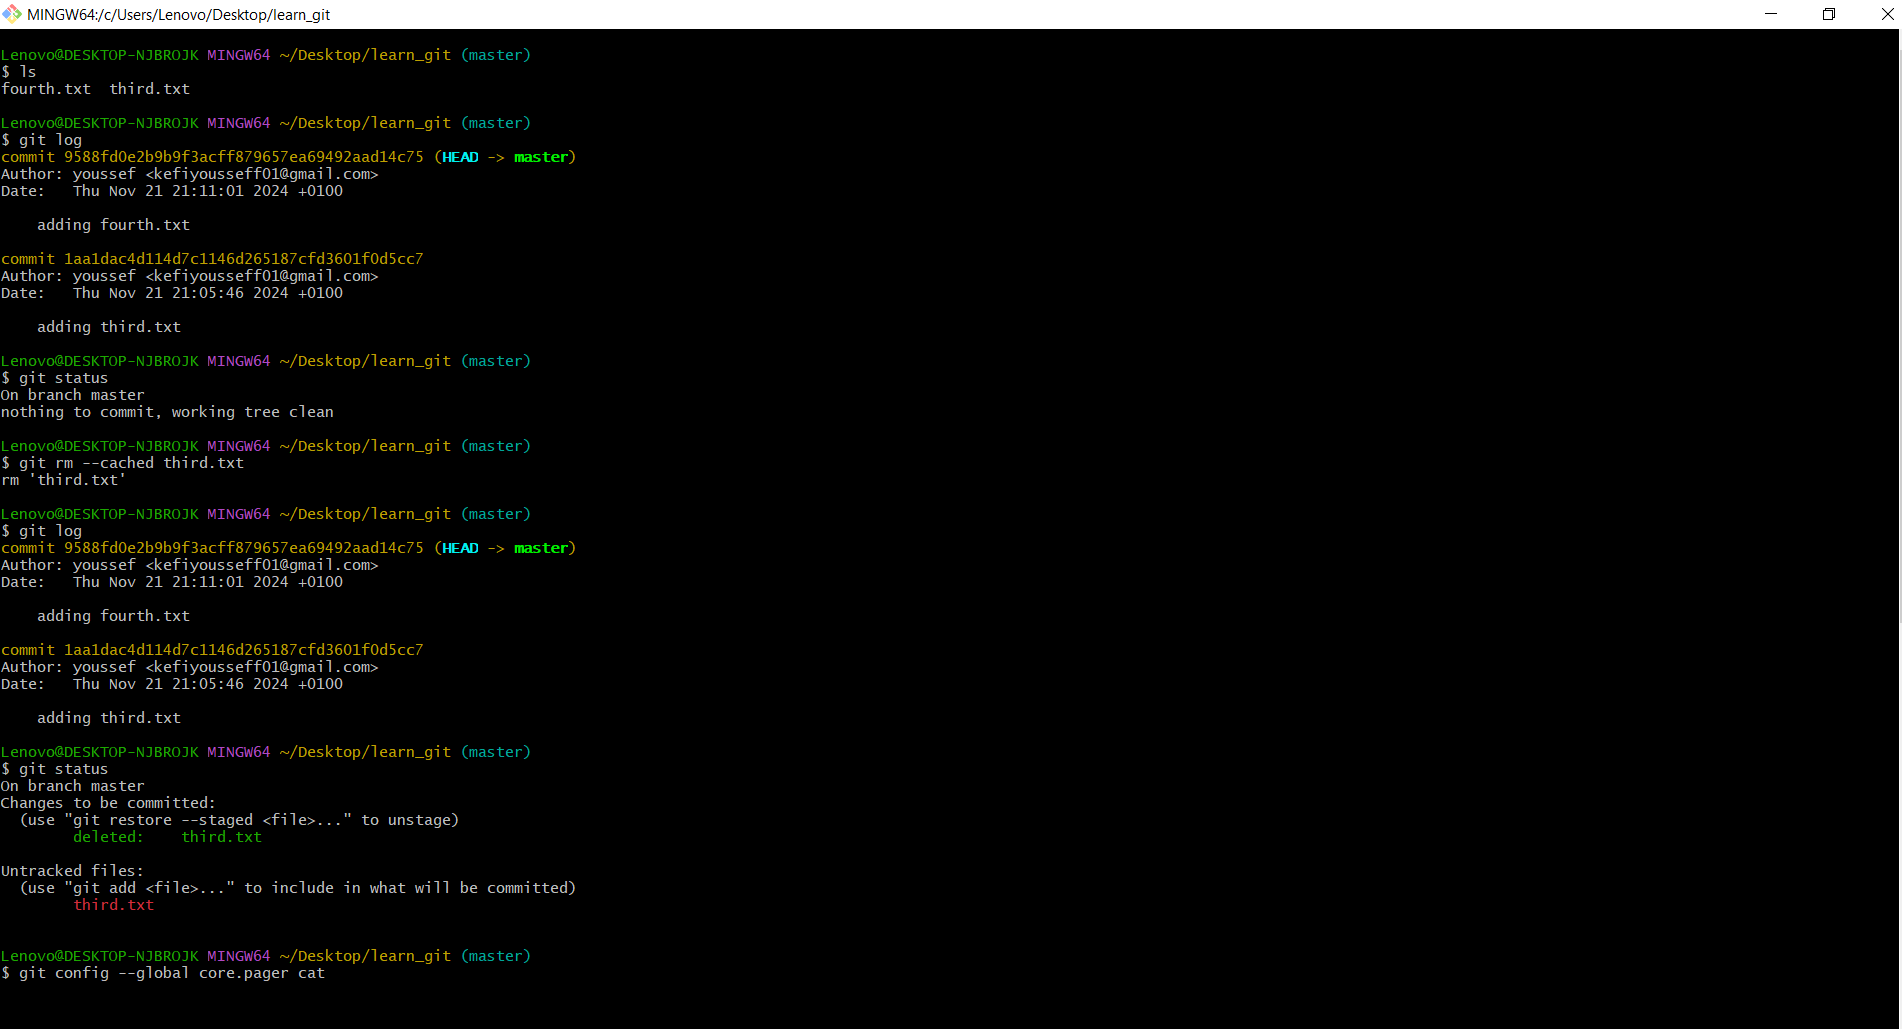 MINGW64:/c/Users/Lenovo/Desktop/learn_git
Lenovo@DESKTOP-NJBROJK MINGW64 ~/Desktop/learn_git (master)
$ ls
fourth.txt  third.txt
Lenovo@DESKTOP-NJBROJK MINGW64 ~/Desktop/learn_git (master)
$ git log
commit 9588fd0e2b9b9f3acff879657ea69492aad14c75 (HEAD -> master)
Author: youssef <kefiyousseff01@gmail.com>
Date:   Thu Nov 21 21:11:01 2024 +0100
    adding fourth.txt
commit 1aa1dac4d114d7c1146d265187cfd3601f0d5cc7
Author: youssef <kefiyousseff01@gmail.com>
Date:   Thu Nov 21 21:05:46 2024 +0100
    adding third.txt
Lenovo@DESKTOP-NJBROJK MINGW64 ~/Desktop/learn_git (master)
$ git status
On branch master
nothing to commit, working tree clean
Lenovo@DESKTOP-NJBROJK MINGW64 ~/Desktop/learn_git (master)
$ git rm --cached third.txt
rm 'third.txt'
Lenovo@DESKTOP-NJBROJK MINGW64 ~/Desktop/learn_git (master)
$ git log
commit 9588fd0e2b9b9f3acff879657ea69492aad14c75 (HEAD -> master)
Author: youssef <kefiyousseff01@gmail.com>
Date:   Thu Nov 21 21:11:01 2024 +0100
    adding fourth.txt
commit 1aa1dac4d114d7c1146d265187cfd3601f0d5cc7
Author: youssef <kefiyousseff01@gmail.com>
Date:   Thu Nov 21 21:05:46 2024 +0100
    adding third.txt
Lenovo@DESKTOP-NJBROJK MINGW64 ~/Desktop/learn_git (master)
$ git status
On branch master
Changes to be committed:
  (use "git restore --staged <file>..." to unstage)
        deleted:    third.txt
Untracked files:
  (use "git add <file>..." to include in what will be committed)
        third.txt
Lenovo@DESKTOP-NJBROJK MINGW64 ~/Desktop/learn_git (master)
$ git config --global core.pager cat